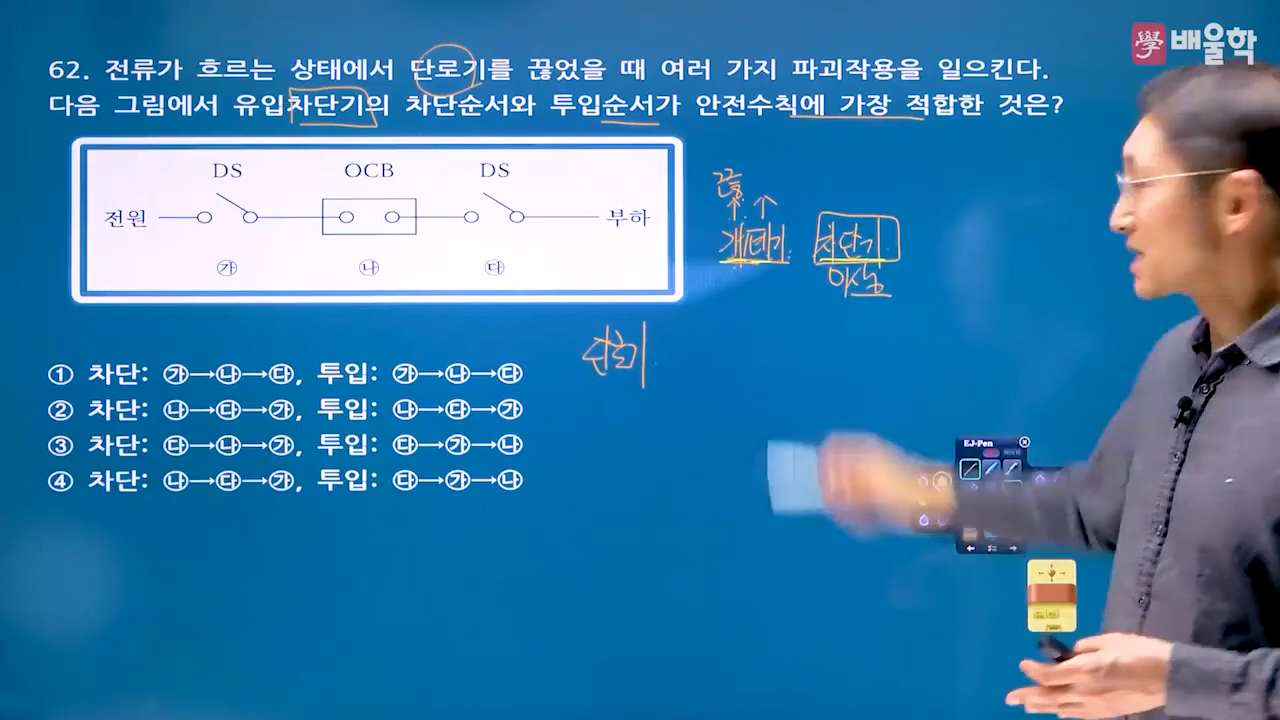 學 배울학
62. 전류가 흐르는 상태에서 단로기를 끊었을 때 여러 가지 파괴작용을 일으킨다.
다음 그림에서 유입차단기의 차단순서와 투입순서가 안전수칙에 가장 적합한 것은?
DS OCB DS
전원 부하
㉮ ㉯ ㉰
개폐기 차단기
이상
단로기
① 차단: ㉮→㉯→㉰, 투입: ㉮→㉯→㉰
② 차단: ㉯→㉰→㉮, 투입: ㉯→㉰→㉮
③ 차단: ㉰→㉯→㉮, 투입: ㉰→㉮→㉯
④ 차단: ㉯→㉰→㉮, 투입: ㉰→㉮→㉯
EJ-Pen